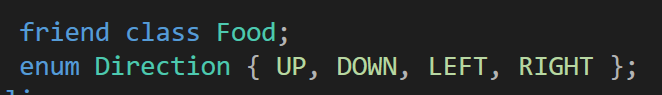 friend class Food;
enum Direction { UP, DOWN, LEFT, RIGHT };